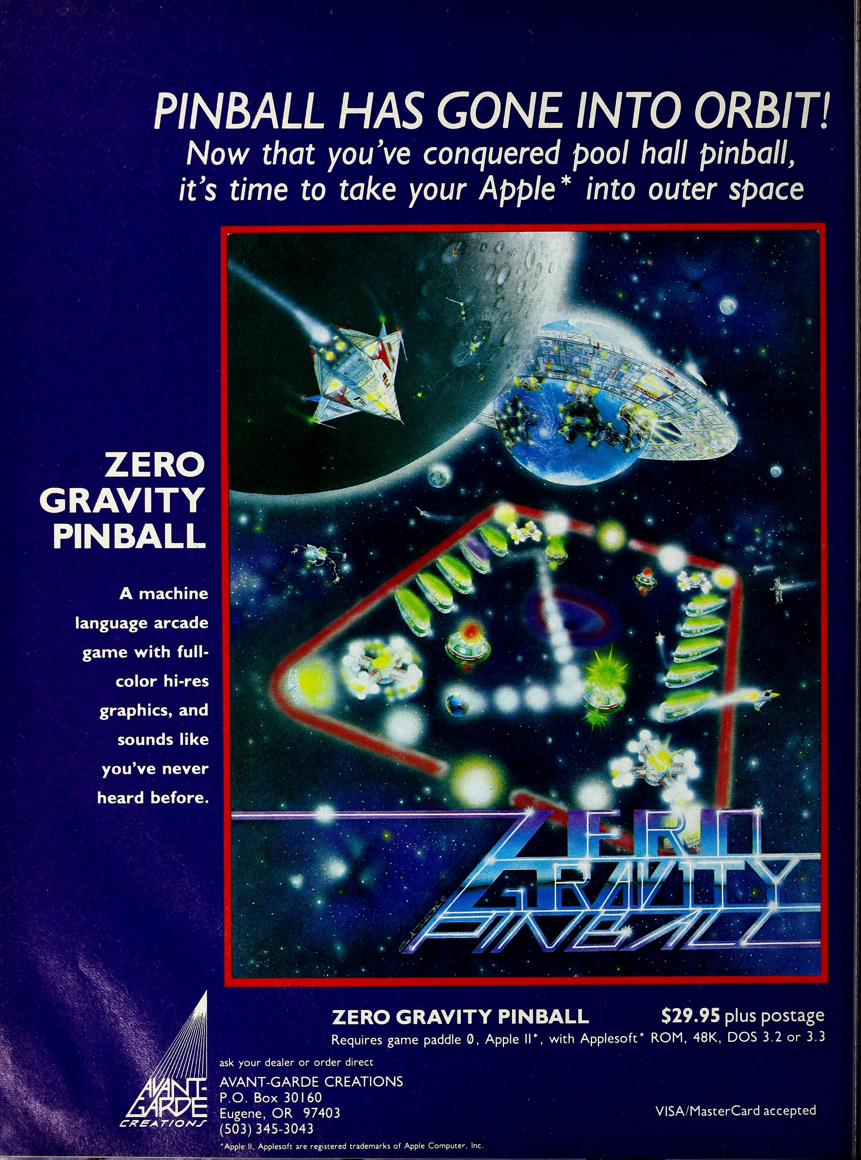 PINBALL HAS GONE INTO ORBIT!
Now that you've conquered pool hall pinball,
it's time to take your Apple* into outer space
ZERO
GRAVITY
PINBALL
A machine
language arcade
game with full-
color hi-res
graphics, and
sounds like
you've never
heard before.
ZERO
GRAVITY
PINBALL
ZERO GRAVITY PINBALL $29.95 plus postage
Requires game paddle 0, Apple II*, with Applesoft* ROM, 48K, DOS 3.2 or 3.3
ask your dealer or order direct
AVANT-GARDE CREATIONS
P.O. Box 30160
Eugene, OR 97403
(503) 345-3043
VISA/MasterCard accepted
*Apple II, Applesoft are registered trademarks of Apple Computer, Inc.
AVANT-
GARDE
CREATIONS